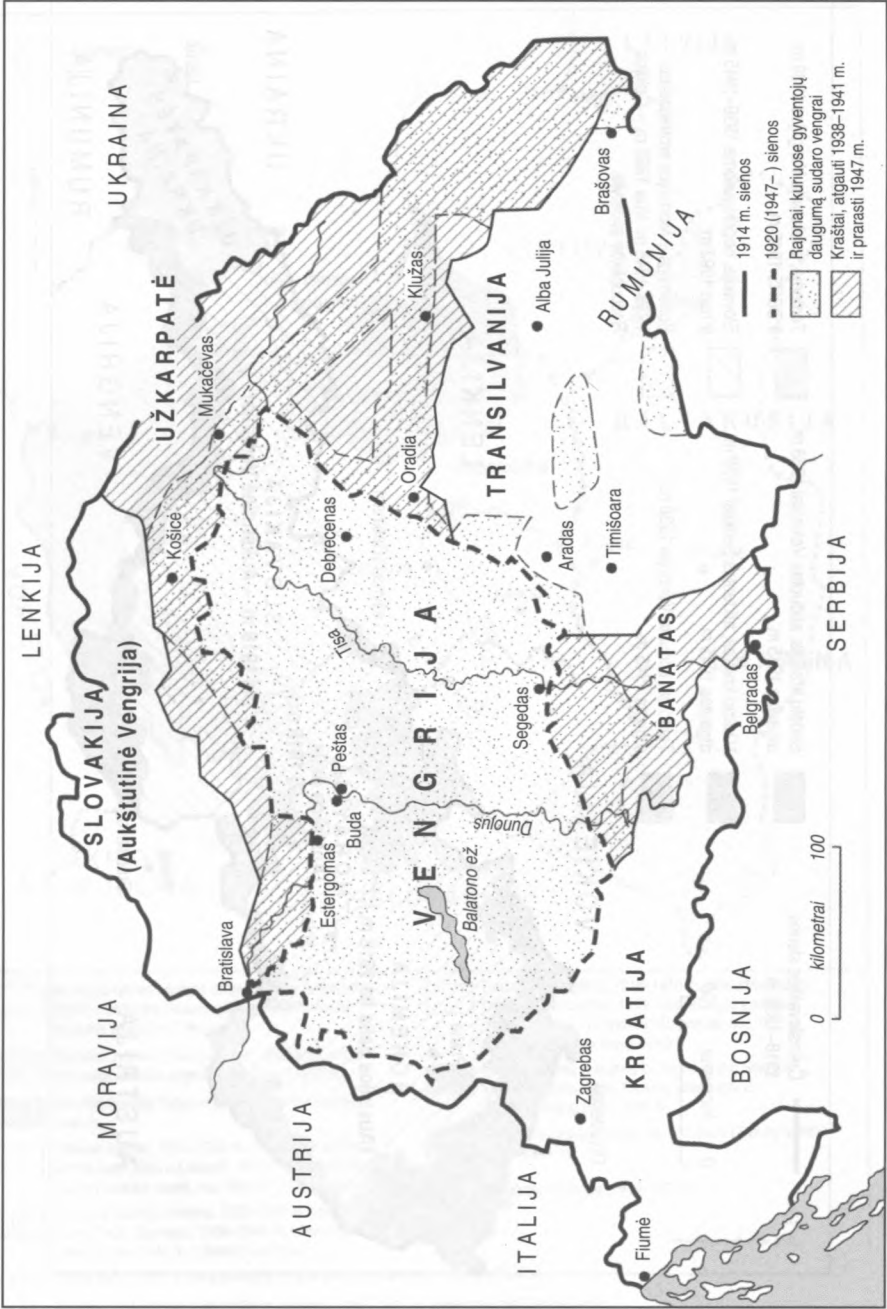 LENKIJA
UKRAINA
MORAVIJA
SLOVAKIJA
(Aukštutinė Vengrija)
UŽKARPATĖ
Mukačevas
Košicė
Bratislava
AUSTRIJA
Estergomas
Buda
Peštas
Debrecenas
Tisa
VENGRIJA
Balatono ež.
Dunojus
Oradia
Klužas
TRANSILVANIJA
Alba Julija
Brašovas
Segedas
Aradas
Timišoara
RUMUNIJA
BANATAS
ITALIJA
Zagrebas
KROATIJA
Fiumė
BOSNIJA
Belgradas
SERBIJA
0
100
kilometrai
1914 m. sienos
1920 (1947– ) sienos
Rajonai, kuriuose gyventojų
daugumą sudaro vengrai
Kraštai, atgauti 1938–1941 m.
ir prarasti 1947 m.